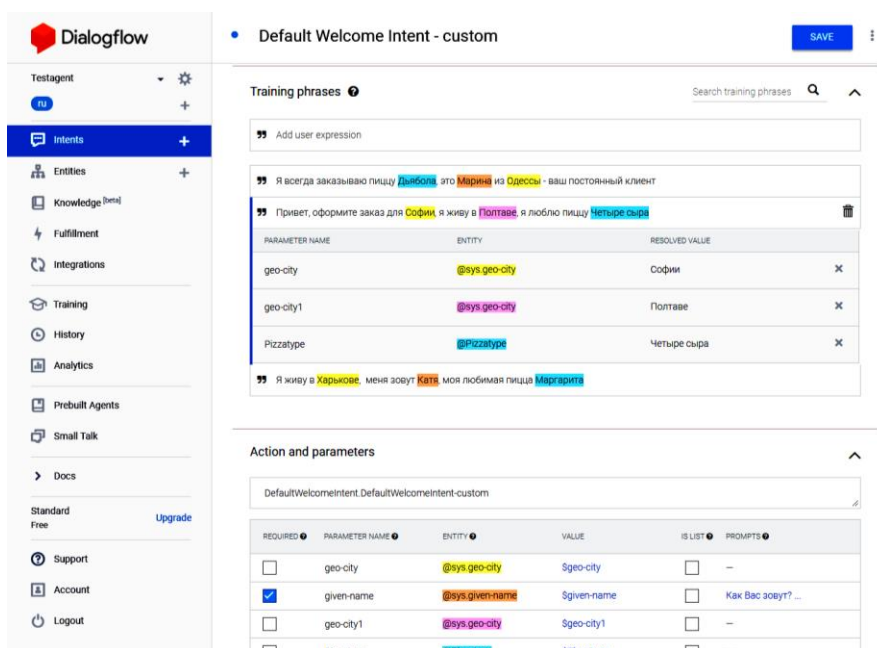 Dialogflow
Default Welcome Intent - custom
SAVE
Testagent
ru
Intents
Entities
Knowledge [beta]
Fulfillment
Integrations
Training
History
Analytics
Prebuilt Agents
Small Talk
Docs
Standard
Free
Upgrade
Support
Account
Logout
Training phrases
Search training phrases
Add user expression
Я всегда заказываю пиццу Дьябола, это Марина из Одессы - ваш постоянный клиент
Привет, оформите заказ для Софии, я живу в Полтаве, я люблю пиццу Четыре сыра
PARAMETER NAME ENTITY RESOLVED VALUE
geo-city @sys.geo-city Софии
geo-city1 @sys.geo-city Полтаве
Pizzatype @Pizzatype Четыре сыра
Я живу в Харькове, меня зовут Катя, моя любимая пицца Маргарита
Action and parameters
DefaultWelcomeIntent.DefaultWelcomeIntent-custom
REQUIRED PARAMETER NAME ENTITY VALUE IS LIST PROMPTS
geo-city @sys.geo-city $geo-city –
given-name @sys.given-name $given-name Как Вас зовут? ...
geo-city1 @sys.geo-city $geo-city1 –